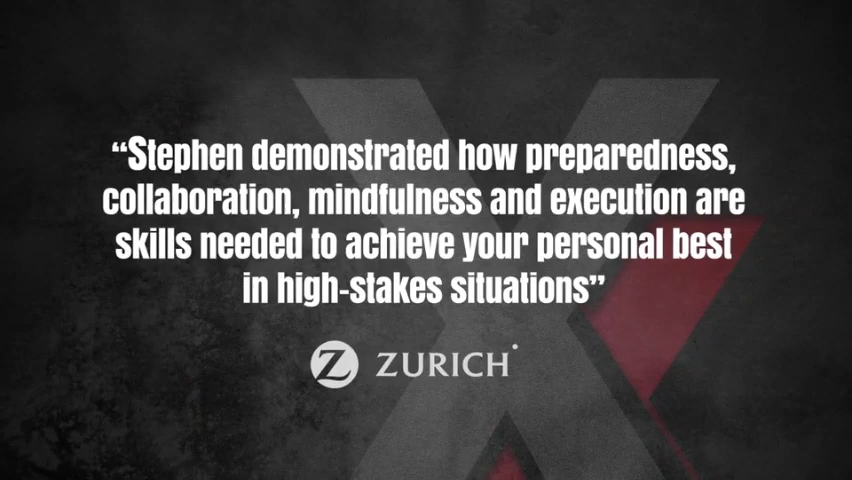 “Stephen demonstrated how preparedness,
collaboration, mindfulness and execution are
skills needed to achieve your personal best
in high-stakes situations”
Z ZURICH